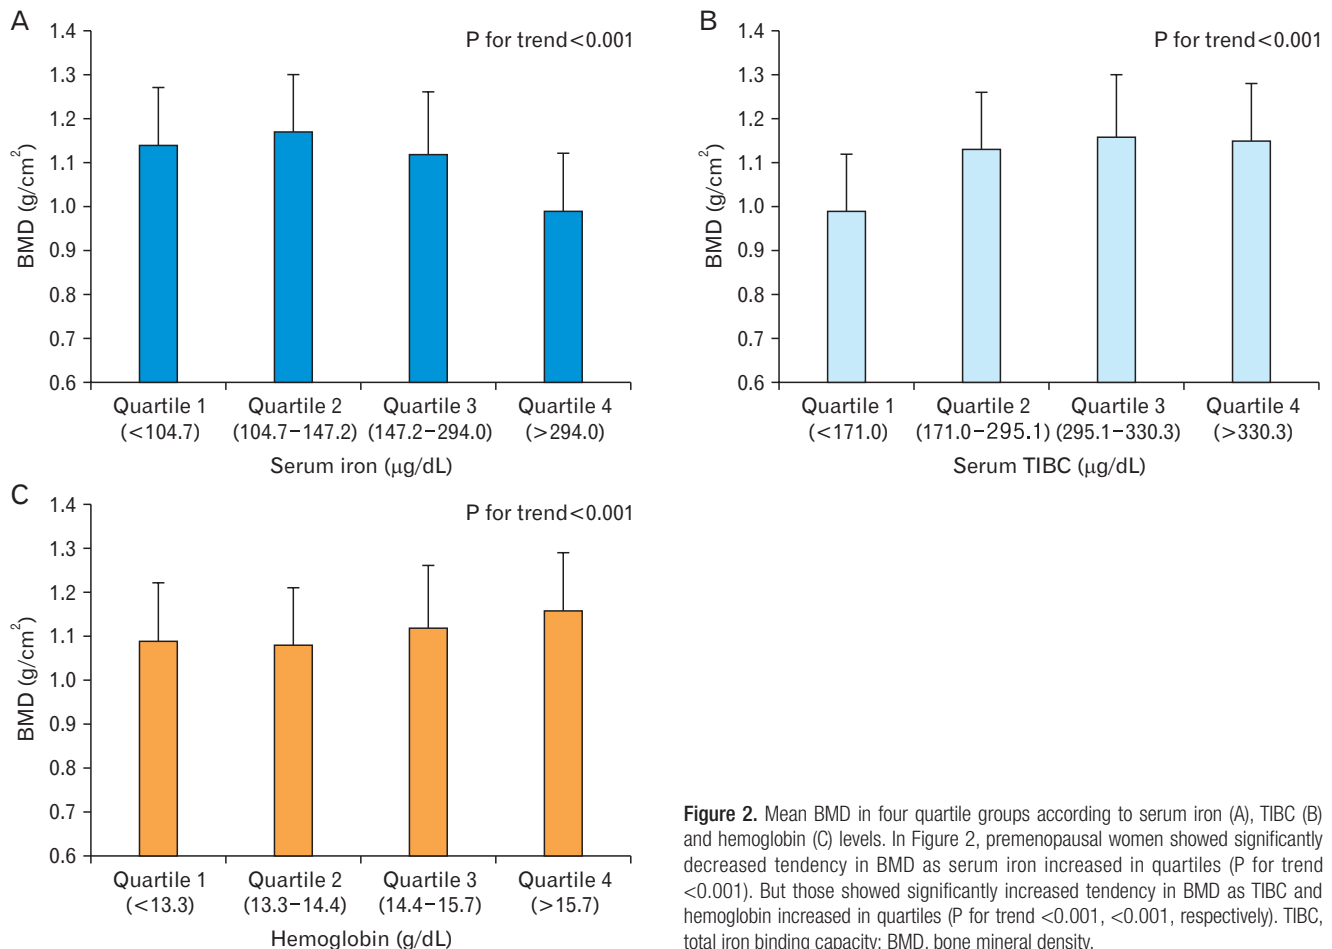 A
P for trend<0.001
BMD (g/cm²)
1.4
1.3
1.2
1.1
1.0
0.9
0.8
0.7
0.6
Quartile 1 Quartile 2 Quartile 3 Quartile 4
(<104.7) (104.7–147.2) (147.2–294.0) (>294.0)
Serum iron (μg/dL)
B
P for trend<0.001
BMD (g/cm²)
1.4
1.3
1.2
1.1
1.0
0.9
0.8
0.7
0.6
Quartile 1 Quartile 2 Quartile 3 Quartile 4
(<171.0) (171.0–295.1) (295.1–330.3) (>330.3)
Serum TIBC (μg/dL)
C
P for trend<0.001
BMD (g/cm²)
1.4
1.3
1.2
1.1
1.0
0.9
0.8
0.7
0.6
Quartile 1 Quartile 2 Quartile 3 Quartile 4
(<13.3) (13.3–14.4) (14.4–15.7) (>15.7)
Hemoglobin (g/dL)
Figure 2. Mean BMD in four quartile groups according to serum iron (A), TIBC (B)
and hemoglobin (C) levels. In Figure 2, premenopausal women showed significantly
decreased tendency in BMD as serum iron increased in quartiles (P for trend
<0.001). But those showed significantly increased tendency in BMD as TIBC and
hemoglobin increased in quartiles (P for trend <0.001, <0.001, respectively). TIBC,
total iron binding capacity; BMD, bone mineral density.